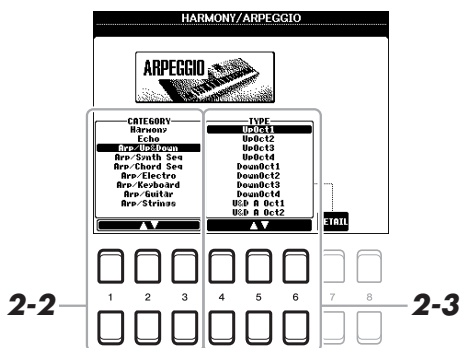 HARMONY/ARPEGGIO
ARPEGGIO
CATEGORY
Harmony
Echo
Arp/Up&Down
Arp/Synth Seq
Arp/Chord Seq
Arp/Electro
Arp/Keyboard
Arp/Guitar
Arp/Strings
TYPE
UpOct1
UpOct2
UpOct3
UpOct4
DownOct1
DownOct2
DownOct3
DownOct4
U&D A Oct1
U&D A Oct2
ETAIL
2-2
1 2 3 4 5 6 7 8
2-3